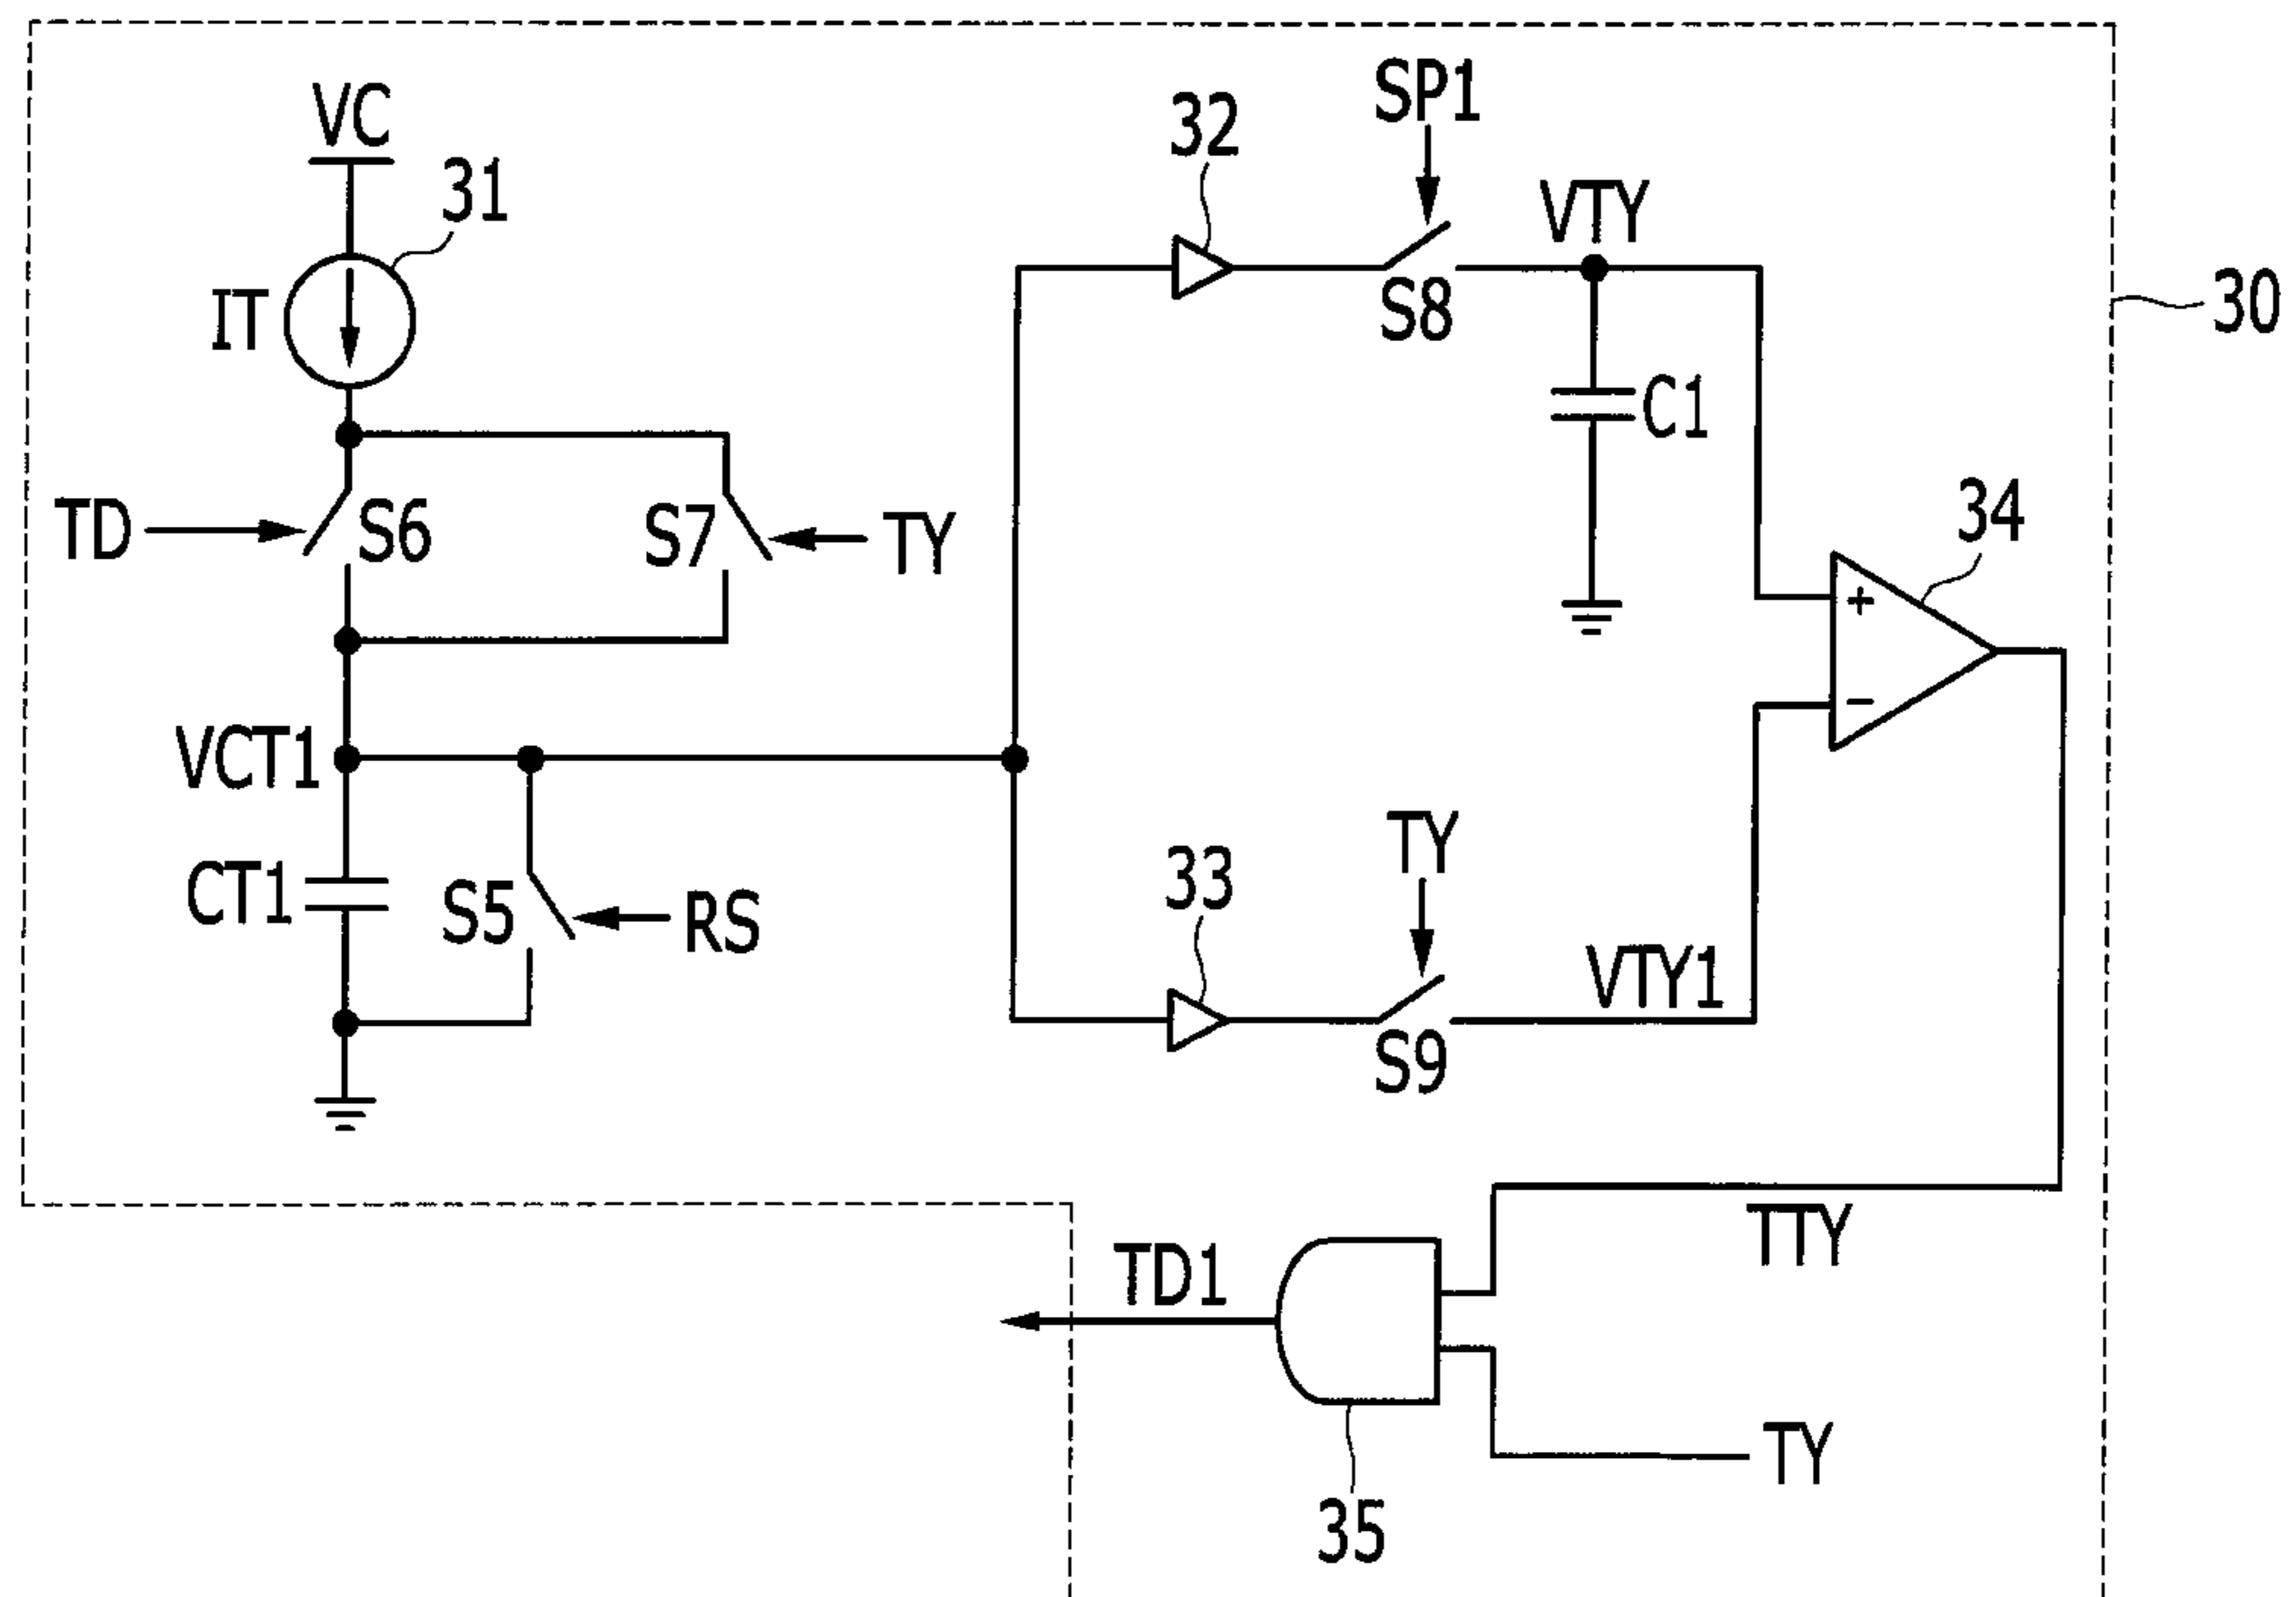 VC
31
IT
TD
S6
S7
TY
VCT1
CT1
S5
RS
32
SP1
S8
VTY
C1
30
34
+
−
33
TY
S9
VTY1
TTY
TD1
35
TY